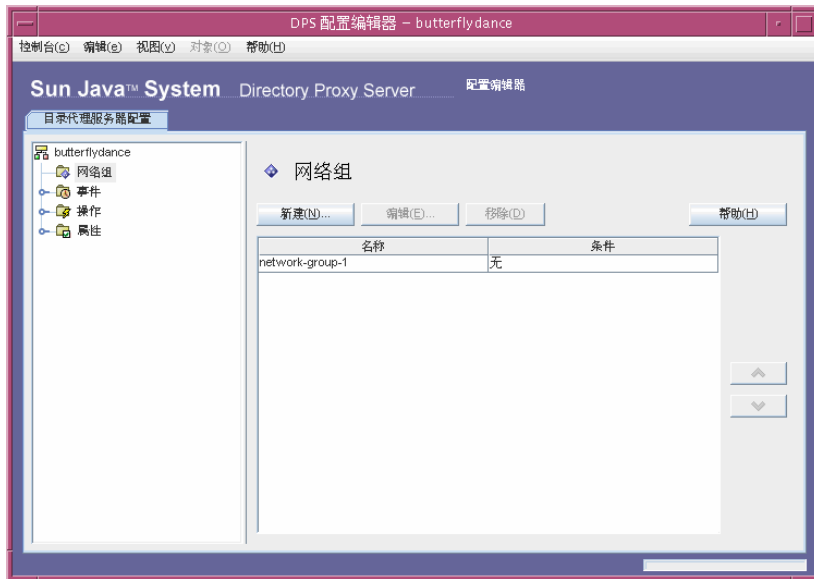 DPS 配置编辑器 – butterflydance
控制台(c) 编辑(e) 视图(v) 对象(O) 帮助(H)
Sun Java™ System Directory Proxy Server 配置编辑器
目录代理服务器配置
butterflydance
网络组
事件
操作
属性
网络组
新建(N)... 编辑(E)... 移除(D) 帮助(H)
名称 条件
network-group-1 无